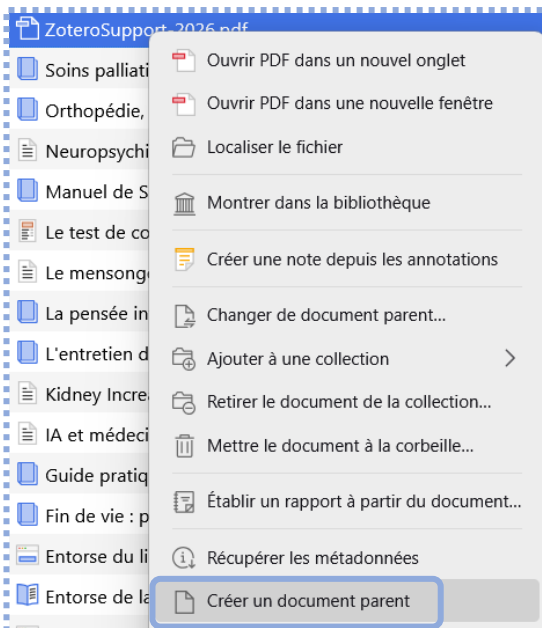 ZoteroSupport-2026.pdf
Soins palliati
Orthopédie,
Neuropsychi
Manuel de S
Le test de co
Le mensong
La pensée in
L'entretien d
Kidney Incre
IA et médeci
Guide pratiq
Fin de vie : p
Entorse du li
Entorse de la
Ouvrir PDF dans un nouvel onglet
Ouvrir PDF dans une nouvelle fenêtre
Localiser le fichier
Montrer dans la bibliothèque
Créer une note depuis les annotations
Changer de document parent...
Ajouter à une collection
Retirer le document de la collection...
Mettre le document à la corbeille...
Établir un rapport à partir du document...
Récupérer les métadonnées
Créer un document parent